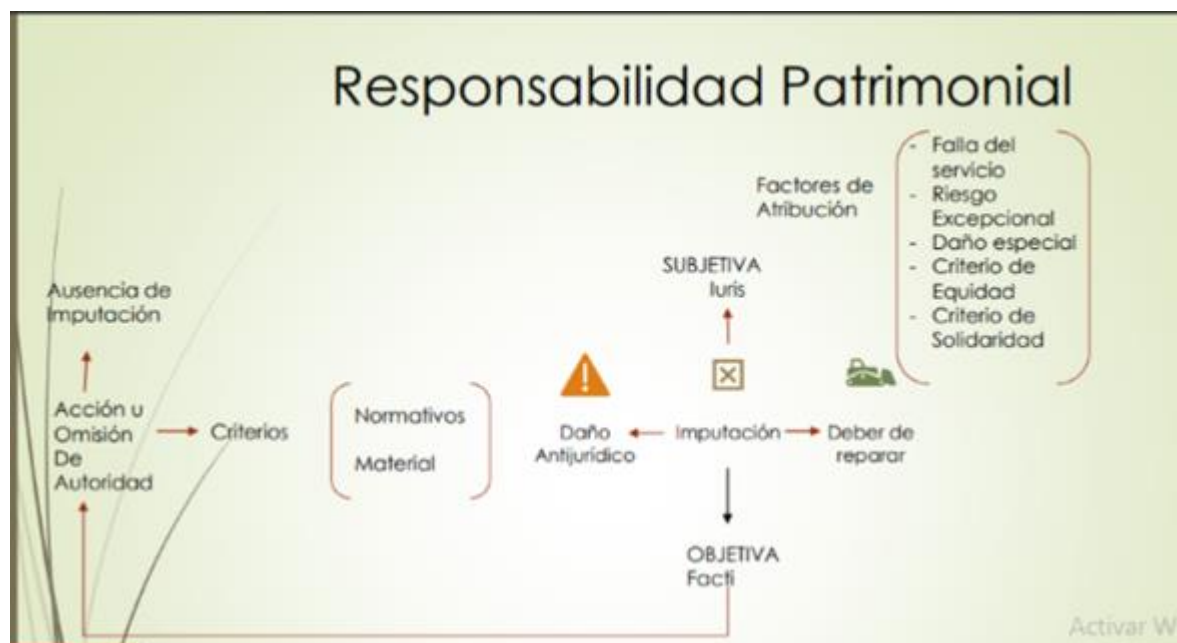 Responsabilidad Patrimonial
Factores de
Atribución
- Falla del
servicio
- Riesgo
Excepcional
- Daño especial
- Criterio de
Equidad
- Criterio de
Solidaridad
SUBJETIVA
Iuris
Ausencia de
Imputación
Acción u
Omisión
De
Autoridad
Criterios
Normativos
Material
Daño
Antijurídico
Imputación
Deber de
reparar
OBJETIVA
Facti
Activar W